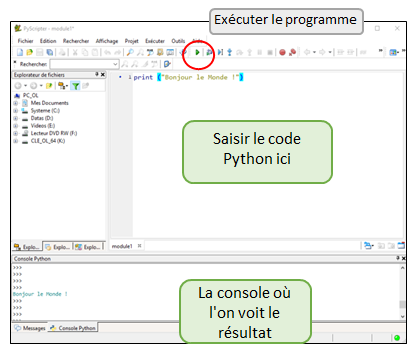 Exécuter le programme
PyScripter - module1*
Fichier Edition Rechercher Affichage Projet Exécuter Outils Aide
Rechercher
Explorateur de fichiers
1 print ("Bonjour le Monde !")
PC_OL
Mes Documents
Systeme (C:)
Datas (D:)
Videos (E:)
Lecteur DVD RW (F:)
CLE_OL_64 (K:)
Saisir le code
Python ici
Explo... Explo... Explo...
module1
Console Python
>>>
>>>
>>>
Bonjour le Monde !
>>>
>>>
>>>
La console où
l'on voit le
résultat
Messages Console Python